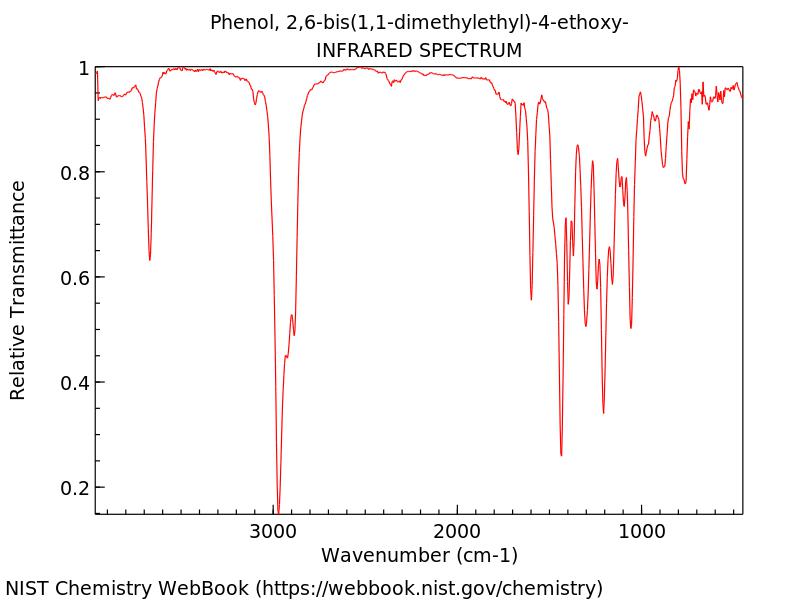 Phenol, 2,6-bis(1,1-dimethylethyl)-4-ethoxy-
INFRARED SPECTRUM
1
0.8
0.6
0.4
0.2
Relative Transmittance
3000 2000 1000
Wavenumber (cm-1)
NIST Chemistry WebBook (https://webbook.nist.gov/chemistry)